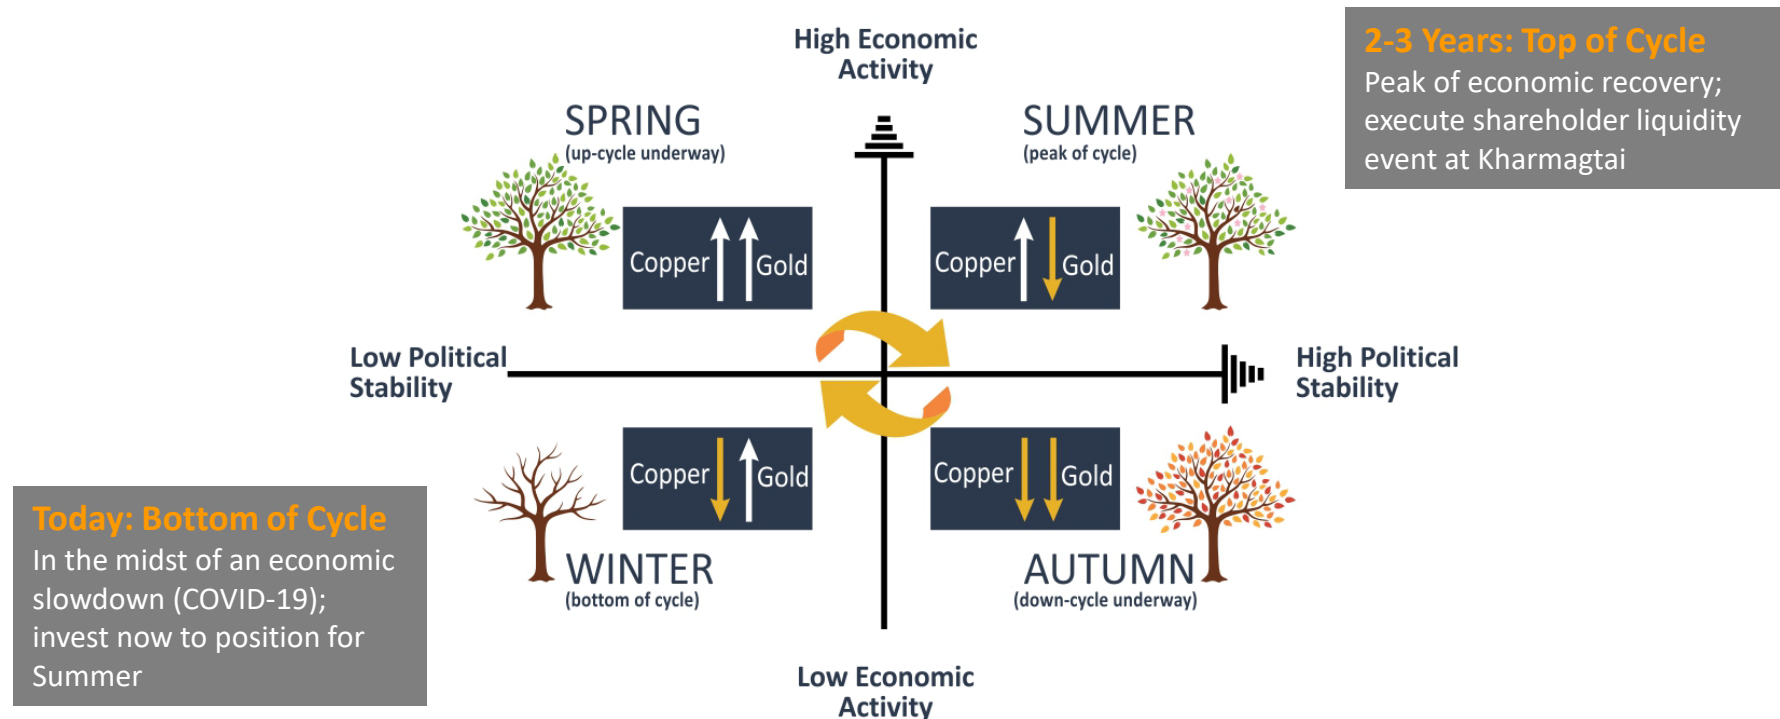 High Economic
Activity
2-3 Years: Top of Cycle
Peak of economic recovery;
execute shareholder liquidity
event at Kharmagtai
SPRING
(up-cycle underway)
Copper
Gold
SUMMER
(peak of cycle)
Copper
Gold
Low Political
Stability
High Political
Stability
Today: Bottom of Cycle
In the midst of an economic
slowdown (COVID-19);
invest now to position for
Summer
Copper
Gold
WINTER
(bottom of cycle)
Copper
Gold
AUTUMN
(down-cycle underway)
Low Economic
Activity